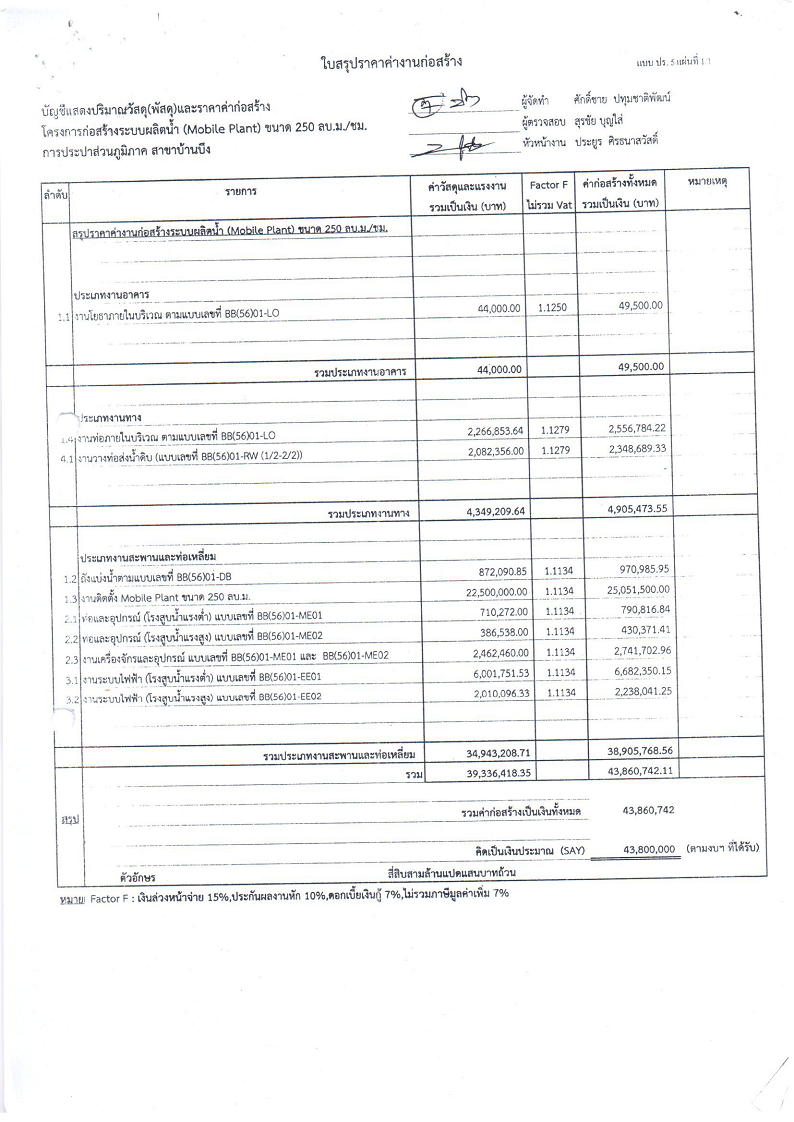 ใบสรุปราคาค่างานก่อสร้าง
แบบ ปร. 5 แผ่นที่ 1/1
บัญชีแสดงปริมาณวัสดุ(พัสดุ)และราคาค่าก่อสร้าง
ผู้จัดทำ ศักดิ์ชาย ปทุมชาติพัฒน์
โครงการก่อสร้างระบบผลิตน้ำ (Mobile Plant) ขนาด 250 ลบ.ม./ชม.
ผู้ตรวจสอบ สุรชัย บุญใส่
การประปาส่วนภูมิภาค สาขาบ้านบึง
หัวหน้างาน ประยูร ศิรธนาสวัสดิ์
ลำดับ รายการ ค่าวัสดุและแรงงาน Factor F ค่าก่อสร้างทั้งหมด หมายเหตุ
รวมเป็นเงิน (บาท) ไม่รวม Vat รวมเป็นเงิน (บาท)
สรุปราคาค่างานก่อสร้างระบบผลิตน้ำ (Mobile Plant) ขนาด 250 ลบ.ม./ชม.
ประเภทงานอาคาร
1.1 งานโยธาภายในบริเวณ ตามแบบเลขที่ BB(56)01-LO 44,000.00 1.1250 49,500.00
รวมประเภทงานอาคาร 44,000.00 49,500.00
ประเภทงานทาง
1.4 งานท่อภายในบริเวณ ตามแบบเลขที่ BB(56)01-LO 2,266,853.64 1.1279 2,556,784.22
4.1 งานวางท่อส่งน้ำดิบ (แบบเลขที่ BB(56)01-RW (1/2-2/2)) 2,082,356.00 1.1279 2,348,689.33
รวมประเภทงานทาง 4,349,209.64 4,905,473.55
ประเภทงานสะพานและท่อเหลี่ยม
1.2 ถังแบ่งน้ำตามแบบเลขที่ BB(56)01-DB 872,090.85 1.1134 970,985.95
1.3 งานติดตั้ง Mobile Plant ขนาด 250 ลบ.ม. 22,500,000.00 1.1134 25,051,500.00
2.1 ท่อและอุปกรณ์ (โรงสูบน้ำแรงต่ำ) แบบเลขที่ BB(56)01-ME01 710,272.00 1.1134 790,816.84
2.2 ท่อและอุปกรณ์ (โรงสูบน้ำแรงสูง) แบบเลขที่ BB(56)01-ME02 386,538.00 1.1134 430,371.41
2.3 งานเครื่องจักรและอุปกรณ์ แบบเลขที่ BB(56)01-ME01 และ BB(56)01-ME02 2,462,460.00 1.1134 2,741,702.96
3.1 งานระบบไฟฟ้า (โรงสูบน้ำแรงต่ำ) แบบเลขที่ BB(56)01-EE01 6,001,751.53 1.1134 6,682,350.15
3.2 งานระบบไฟฟ้า (โรงสูบน้ำแรงสูง) แบบเลขที่ BB(56)01-EE02 2,010,096.33 1.1134 2,238,041.25
รวมประเภทงานสะพานและท่อเหลี่ยม 34,943,208.71 38,905,768.56
รวม 39,336,418.35 43,860,742.11
สรุป รวมค่าก่อสร้างเป็นเงินทั้งหมด 43,860,742
คิดเป็นเงินประมาณ (SAY) 43,800,000 (ตามงบฯ ที่ได้รับ)
ตัวอักษร สี่สิบสามล้านแปดแสนบาทถ้วน
หมาย Factor F : เงินล่วงหน้าจ่าย 15%,ประกันผลงานหัก 10%,ดอกเบี้ยเงินกู้ 7%,ไม่รวมภาษีมูลค่าเพิ่ม 7%